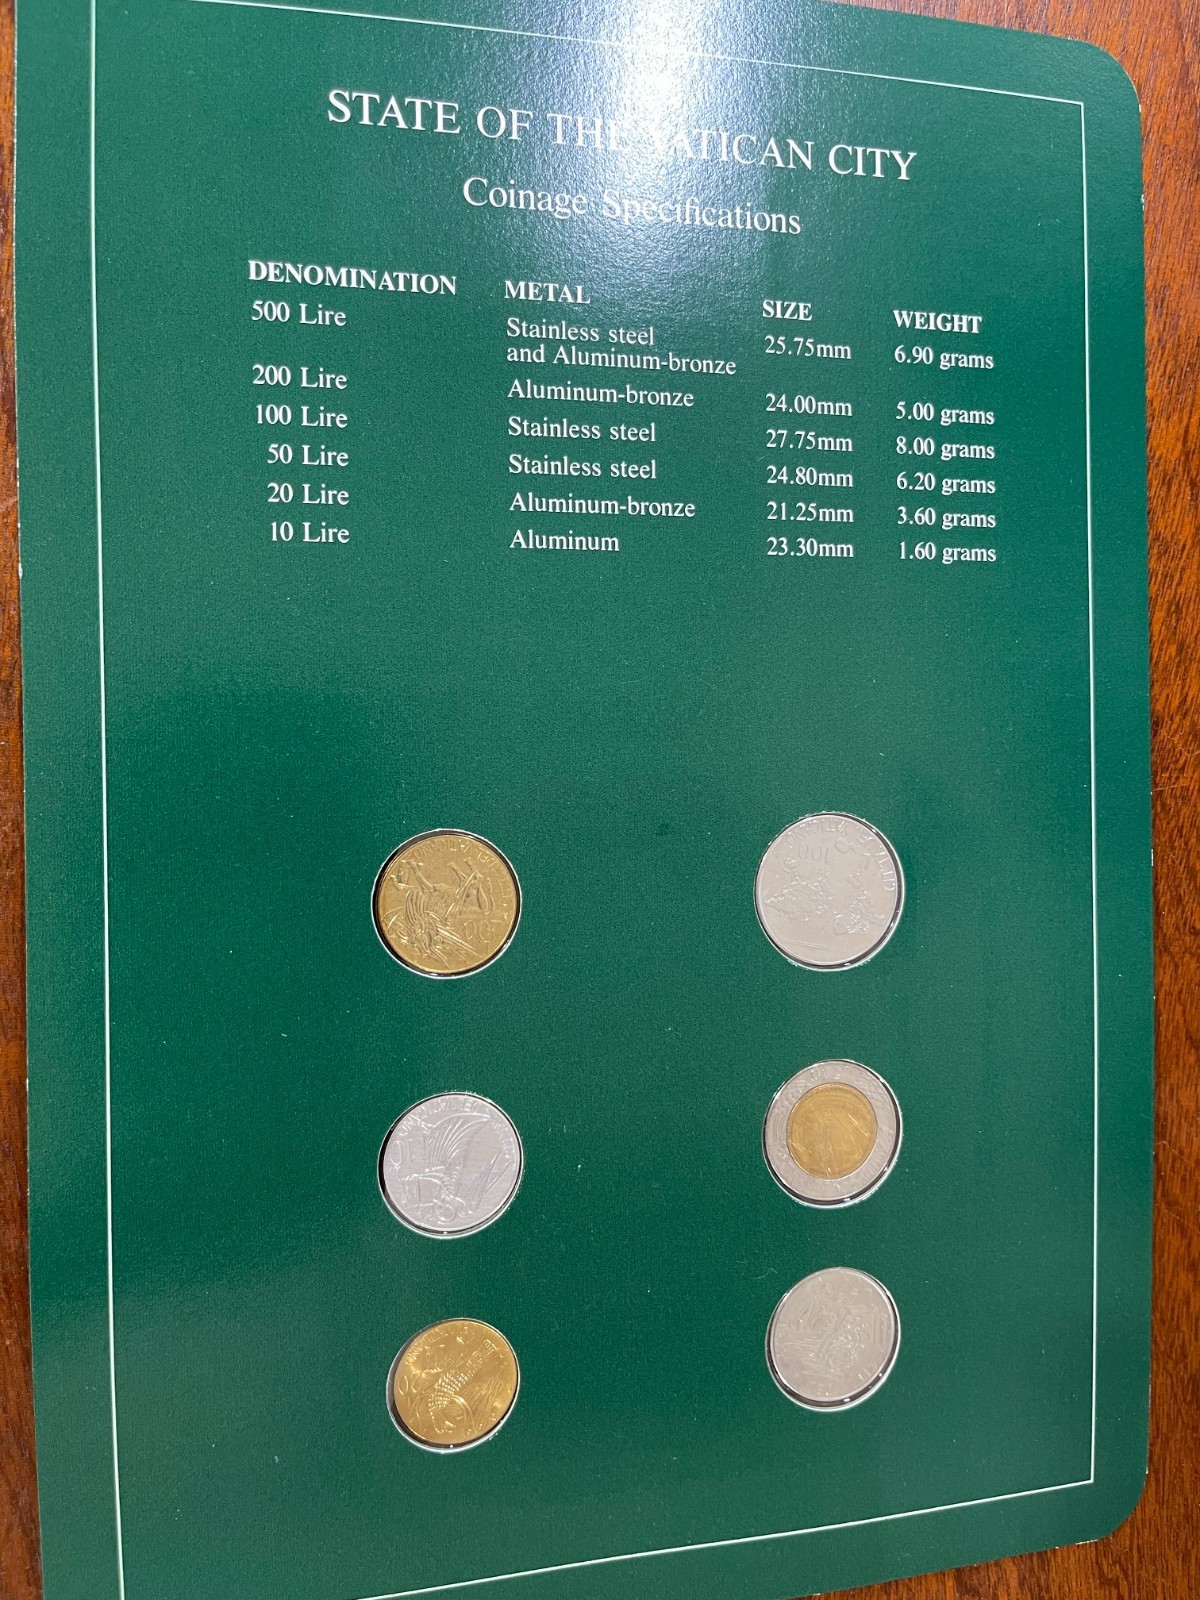 STATE OF THE VATICAN CITY
Coinage Specifications
DENOMINATION METAL SIZE WEIGHT
500 Lire Stainless steel and Aluminum-bronze 25.75mm 6.90 grams
200 Lire Aluminum-bronze 24.00mm 5.00 grams
100 Lire Stainless steel 27.75mm 8.00 grams
50 Lire Stainless steel 24.80mm 6.20 grams
20 Lire Aluminum-bronze 21.25mm 3.60 grams
10 Lire Aluminum 23.30mm 1.60 grams
100